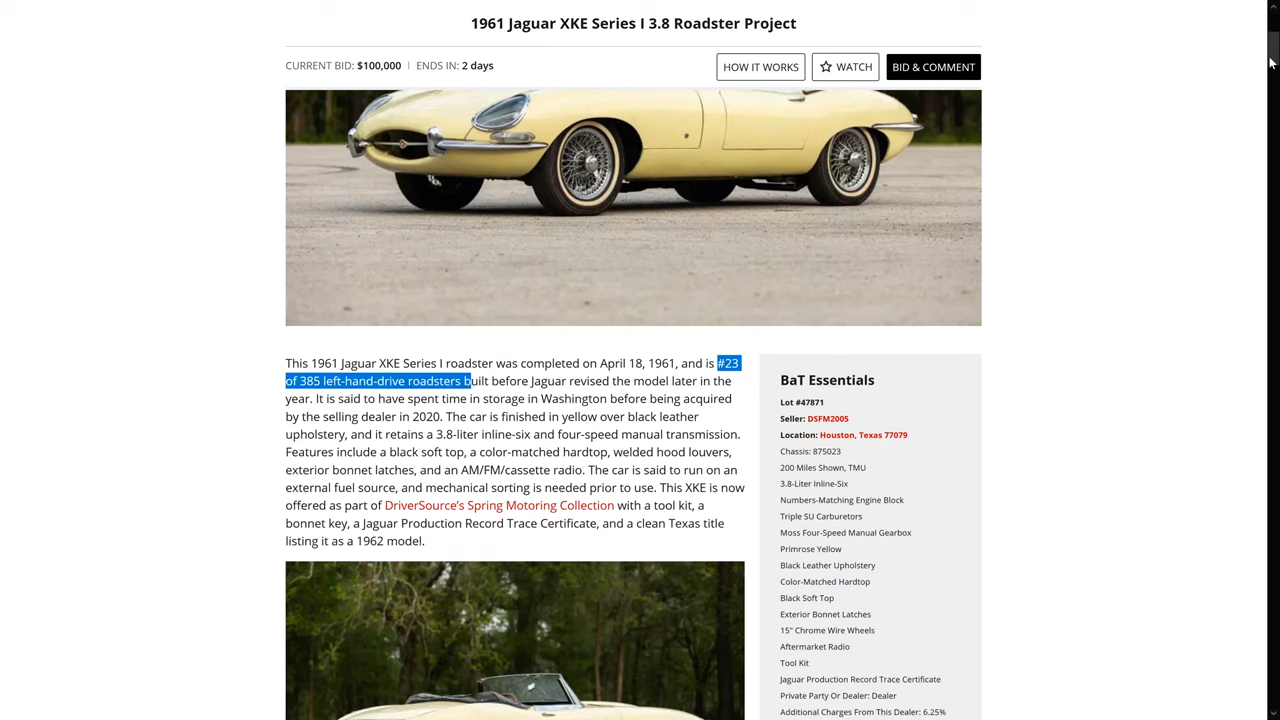 1961 Jaguar XKE Series I 3.8 Roadster Project
CURRENT BID: $100,000 | ENDS IN: 2 days
HOW IT WORKS
WATCH
BID & COMMENT
This 1961 Jaguar XKE Series I roadster was completed on April 18, 1961, and is #23
of 385 left-hand-drive roadsters built before Jaguar revised the model later in the
year. It is said to have spent time in storage in Washington before being acquired
by the selling dealer in 2020. The car is finished in yellow over black leather
upholstery, and it retains a 3.8-liter inline-six and four-speed manual transmission.
Features include a black soft top, a color-matched hardtop, welded hood louvers,
exterior bonnet latches, and an AM/FM/cassette radio. The car is said to run on an
external fuel source, and mechanical sorting is needed prior to use. This XKE is now
offered as part of DriverSource's Spring Motoring Collection with a tool kit, a
bonnet key, a Jaguar Production Record Trace Certificate, and a clean Texas title
listing it as a 1962 model.
BaT Essentials
Lot #47871
Seller: DSFM2005
Location: Houston, Texas 77079
Chassis: 875023
200 Miles Shown, TMU
3.8-Liter Inline-Six
Numbers-Matching Engine Block
Triple SU Carburetors
Moss Four-Speed Manual Gearbox
Primrose Yellow
Black Leather Upholstery
Color-Matched Hardtop
Black Soft Top
Exterior Bonnet Latches
15" Chrome Wire Wheels
Aftermarket Radio
Tool Kit
Jaguar Production Record Trace Certificate
Private Party Or Dealer: Dealer
Additional Charges From This Dealer: 6.25%